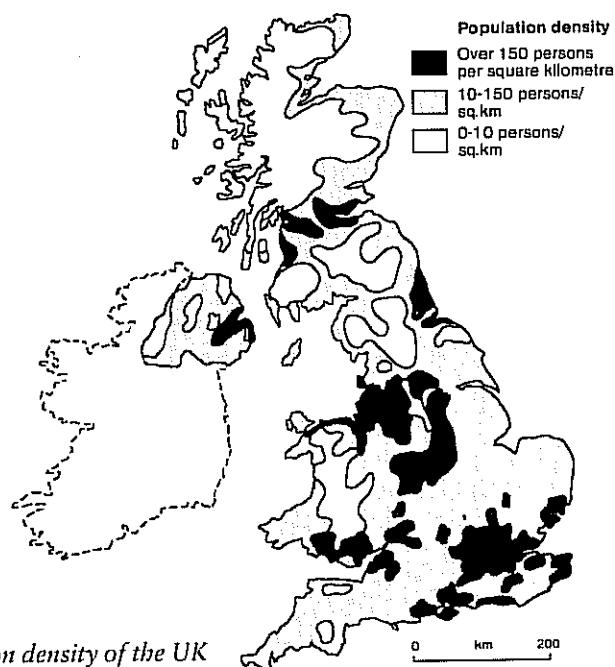 Population density
Over 150 persons
per square kilometre
10-150 persons/
sq.km
0-10 persons/
sq.km
0 km 200
density of the UK